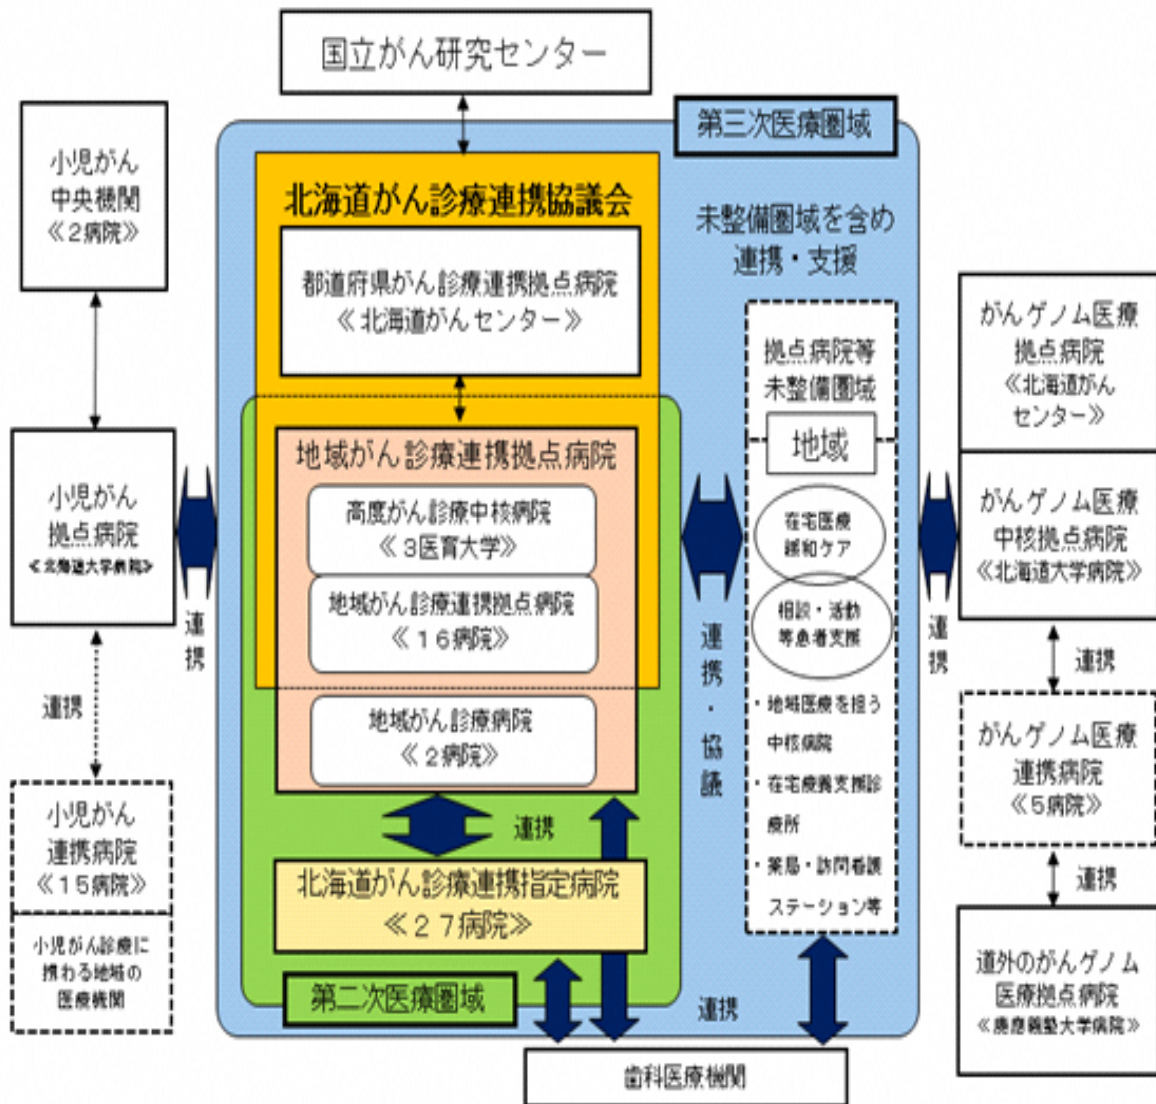 国立がん研究センター
第三次医療圏域
小児がん
中央機関
≪2病院≫
北海道がん診療連携協議会
未整備圏域を含め
連携・支援
都道府県がん診療連携拠点病院
≪北海道がんセンター≫
拠点病院等
未整備圏域
がんゲノム医療
拠点病院
≪北海道がん
センター≫
地域
小児がん
拠点病院
≪北海道大学病院≫
地域がん診療連携拠点病院
高度がん診療中核病院
≪3医育大学≫
地域がん診療連携拠点病院
≪16病院≫
地域がん診療病院
≪2病院≫
在宅医療
緩和ケア
相談・活動
等患者支援
・地域医療を担う
中核病院
・在宅療養支援診
療所
・薬局・訪問看護
ステーション等
がんゲノム医療
中核拠点病院
≪北海道大学病院≫
連携
連携・協議
連携
連携
連携
がんゲノム医療
連携病院
≪5病院≫
連携
小児がん
連携病院
≪15病院≫
小児がん診療に
携わる地域の
医療機関
連携
北海道がん診療連携指定病院
≪27病院≫
第二次医療圏域
連携
道外のがんゲノム
医療拠点病院
≪慶應義塾大学病院≫
歯科医療機関